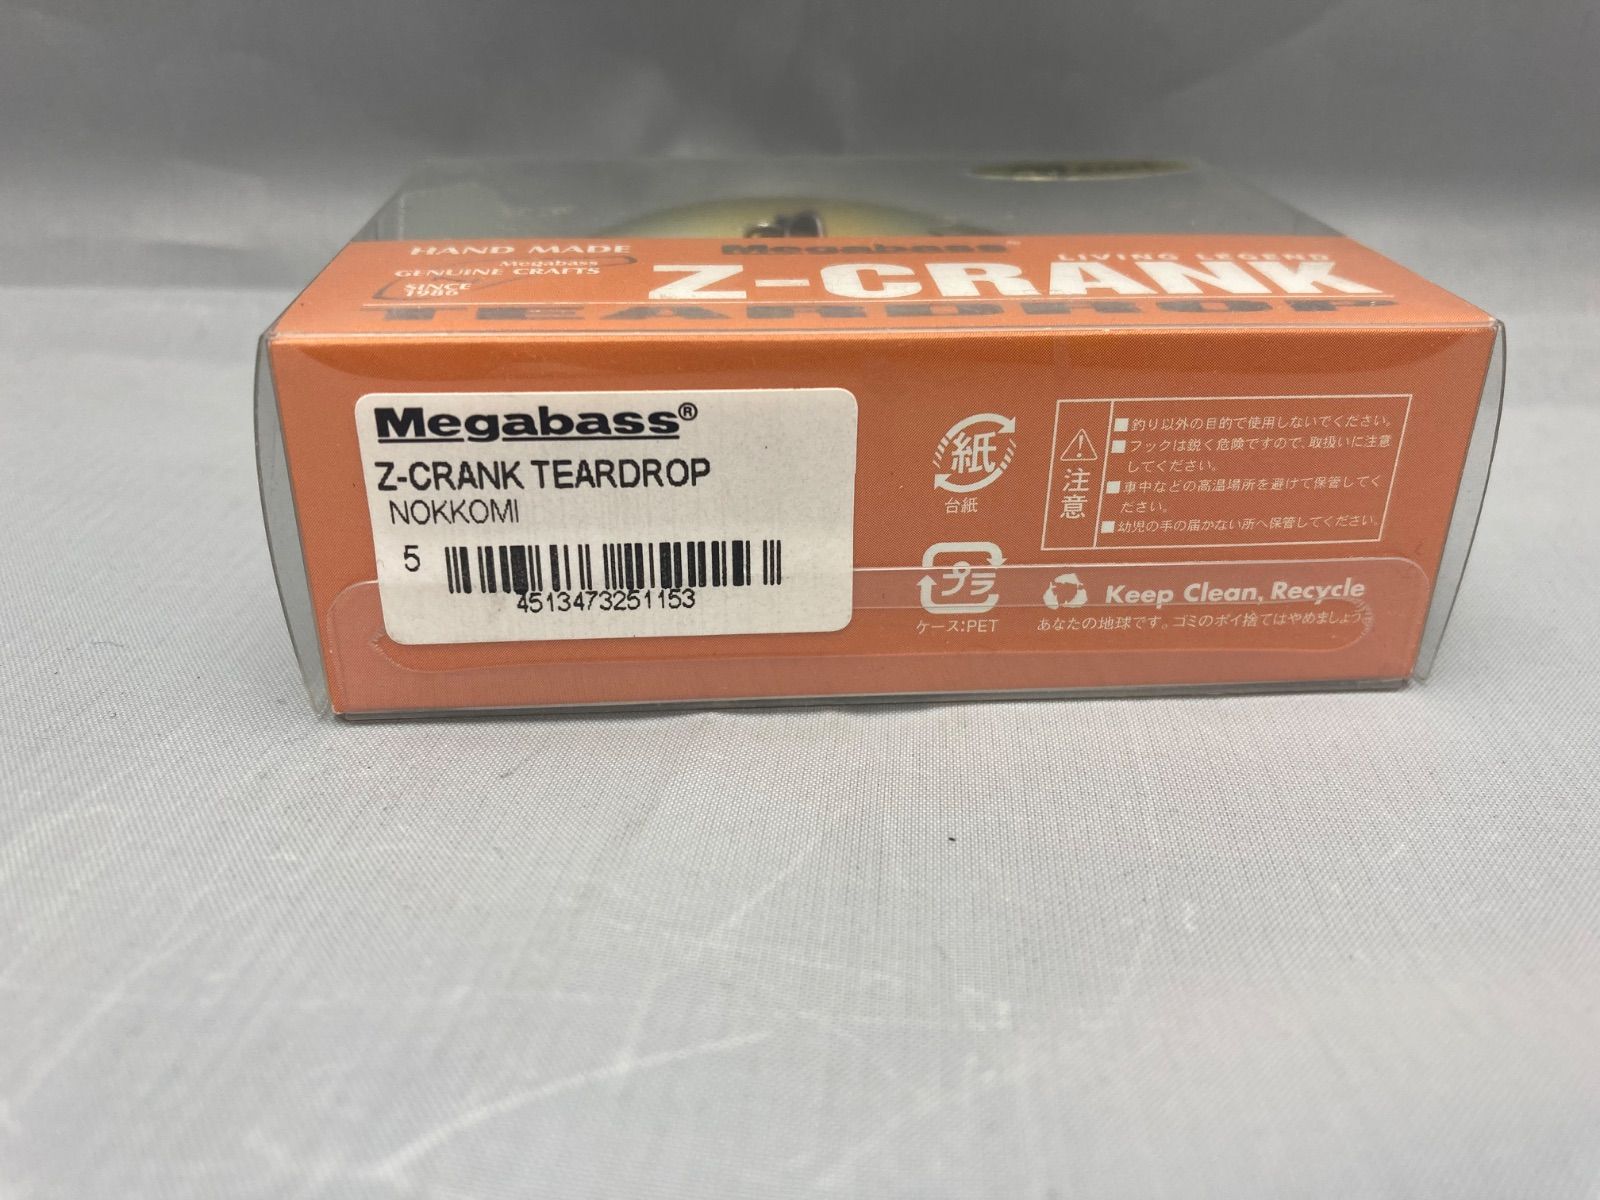 HAND MADE
Megabass
GENUINE CRAFTS
SINCE
1986
Megabass®
LIVING LEGEND
Z-CRANK
TEARDROP
Megabass®
Z-CRANK TEARDROP
NOKKOMI
5
4513473251153
紙
台紙
プラ
ケース:PET
注意
■釣り以外の目的で使用しないでください。
■フックは鋭く危険ですので、取扱いに注意
してください。
■車中などの高温場所を避けて保管してく
ださい。
■幼児の手の届かない所へ保管してください。
Keep Clean, Recycle
あなたの地球です。ゴミのポイ捨てはやめましょう。